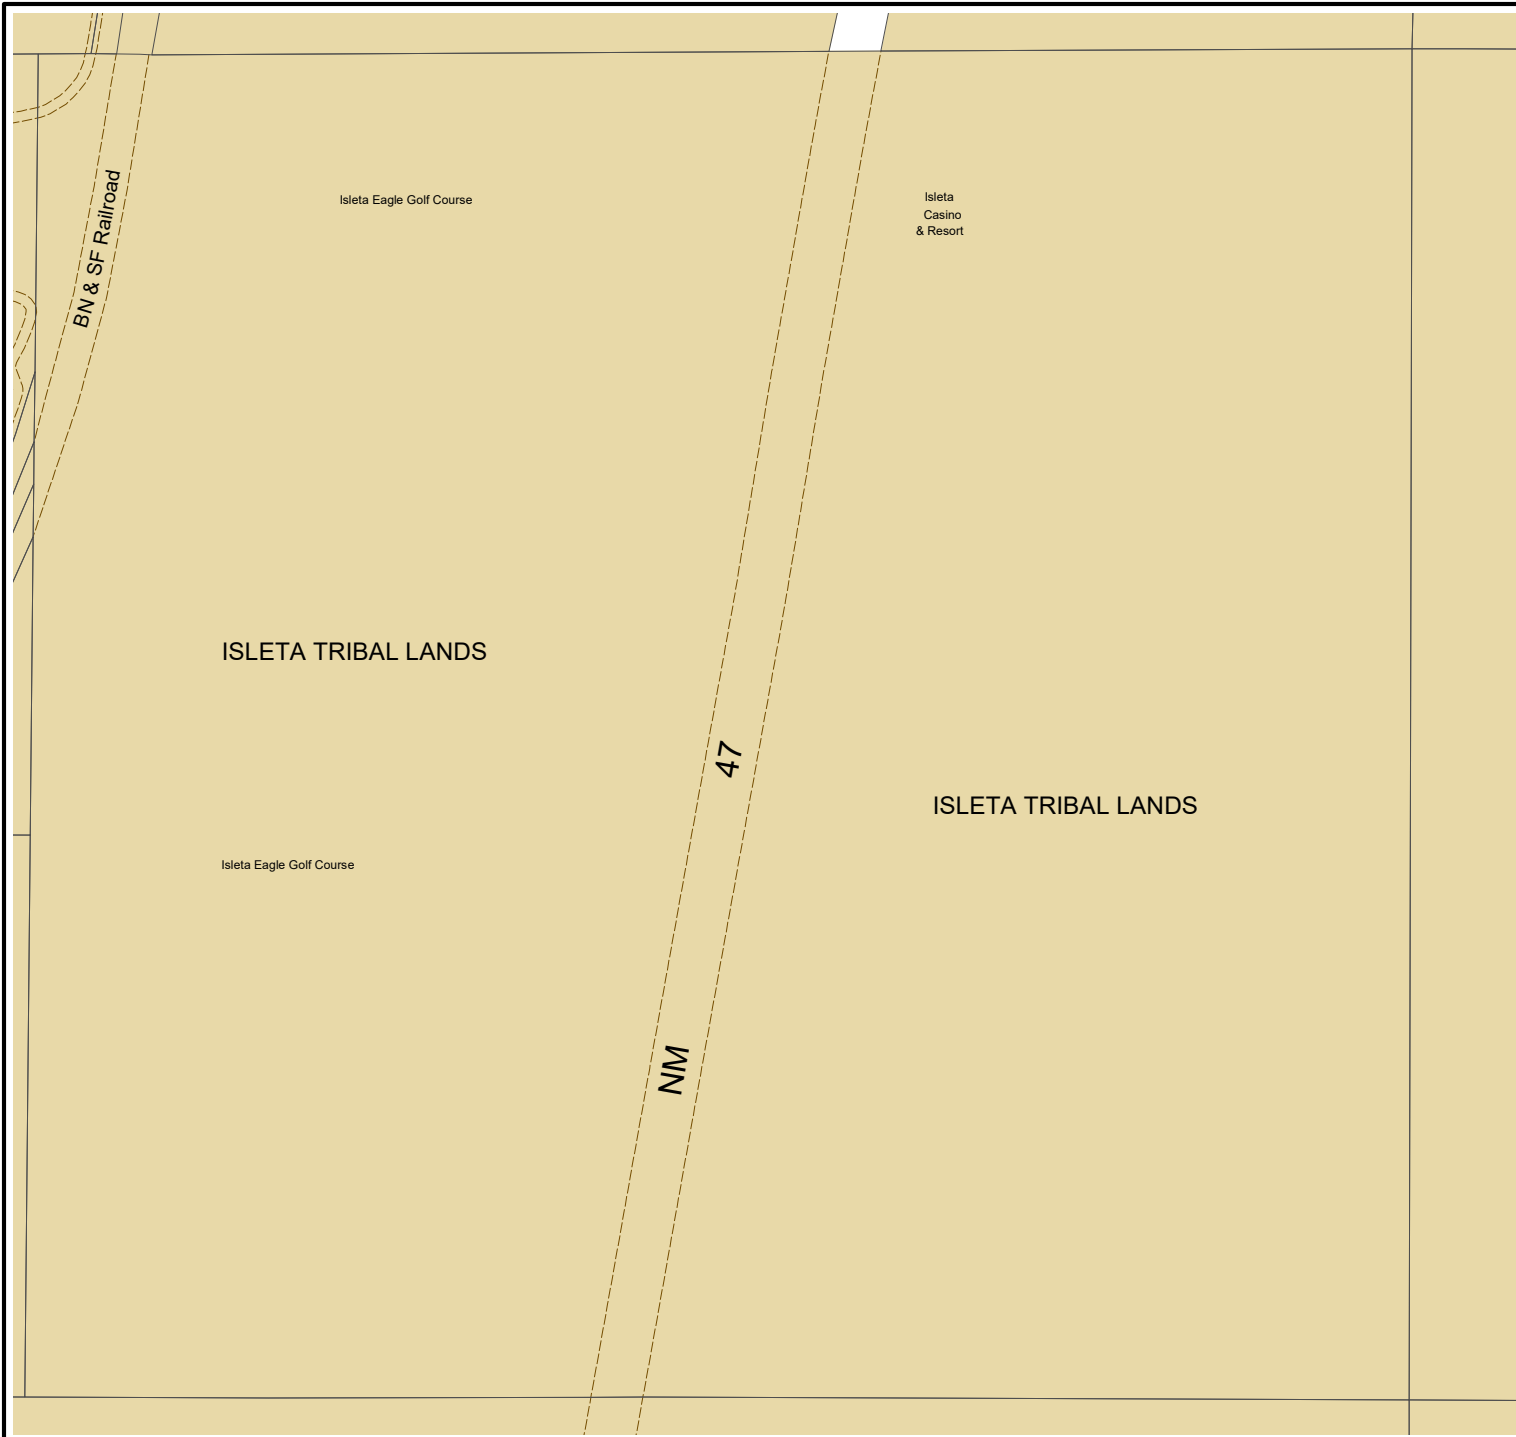 Isleta Eagle Golf Course
Isleta
Casino
& Resort
BN & SF Railroad
ISLETA TRIBAL LANDS
47
ISLETA TRIBAL LANDS
Isleta Eagle Golf Course
NM